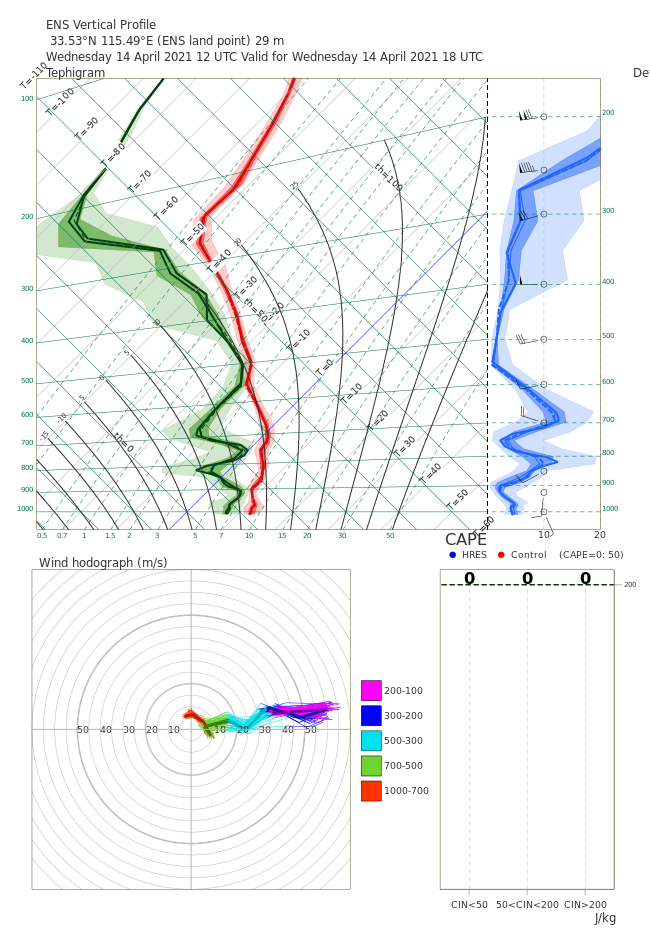 ENS Vertical Profile
33.53°N 115.49°E (ENS land point) 29 m
Wednesday 14 April 2021 12 UTC Valid for Wednesday 14 April 2021 18 UTC
Tephigram
De
T=-110
T=-100
T=-90
T=-80
T=-70
T=-60
T=-50
T=-40
T=-30
T=-20
T=-10
T=0
T=10
T=20
T=30
T=40
T=50
T=60
th=100
th=50
th=0
100
200
300
400
500
600
700
800
900
1000
25
20
10
5
-0
-5
-10
-15
200
300
400
500
600
700
800
900
1000
0.5 0.7 1 1.5 2 3 5 7 10 15 20 30 50
10 20
CAPE
HRES Control (CAPE=0: 50)
Wind hodograph (m/s)
50 40 30 20 10 10 20 30 40 50
200-100
300-200
500-300
700-500
1000-700
0 0 0
200
CIN<50 50<CIN<200 CIN>200
J/kg